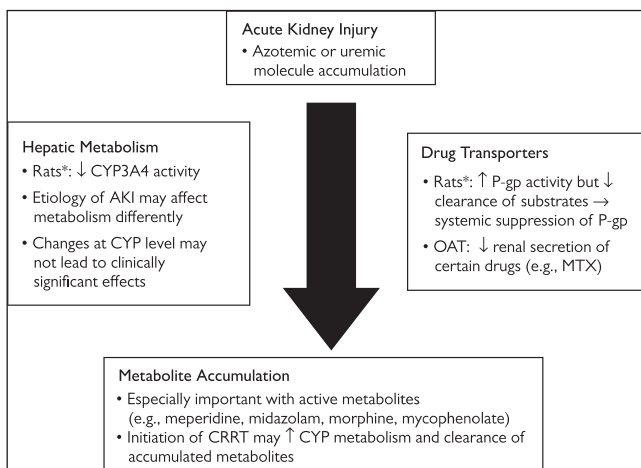 Acute Kidney Injury
• Azotemic or uremic
molecule accumulation
Hepatic Metabolism
• Rats*: ↓ CYP3A4 activity
• Etiology of AKI may affect
metabolism differently
• Changes at CYP level may
not lead to clinically
significant effects
Drug Transporters
• Rats*: ↑ P-gp activity but ↓
clearance of substrates →
systemic suppression of P-gp
• OAT: ↓ renal secretion of
certain drugs (e.g., MTX)
Metabolite Accumulation
• Especially important with active metabolites
(e.g., meperidine, midazolam, morphine, mycophenolate)
• Initiation of CRRT may ↑ CYP metabolism and clearance of
accumulated metabolites